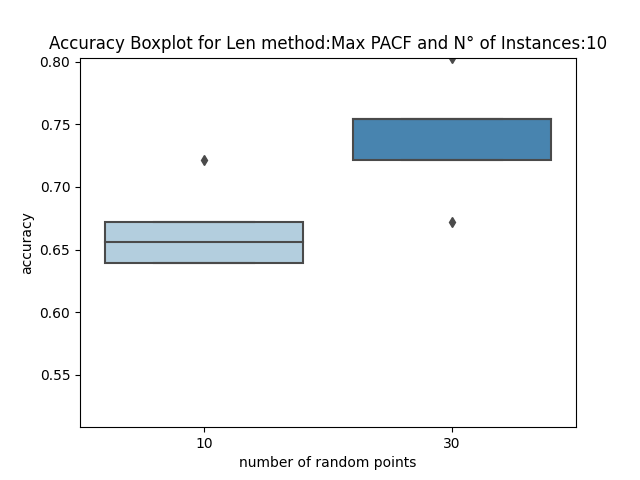 Accuracy Boxplot for Len method:Max PACF and N° of Instances:10
0.80
0.75
0.70
0.65
0.60
0.55
accuracy
10
30
number of random points